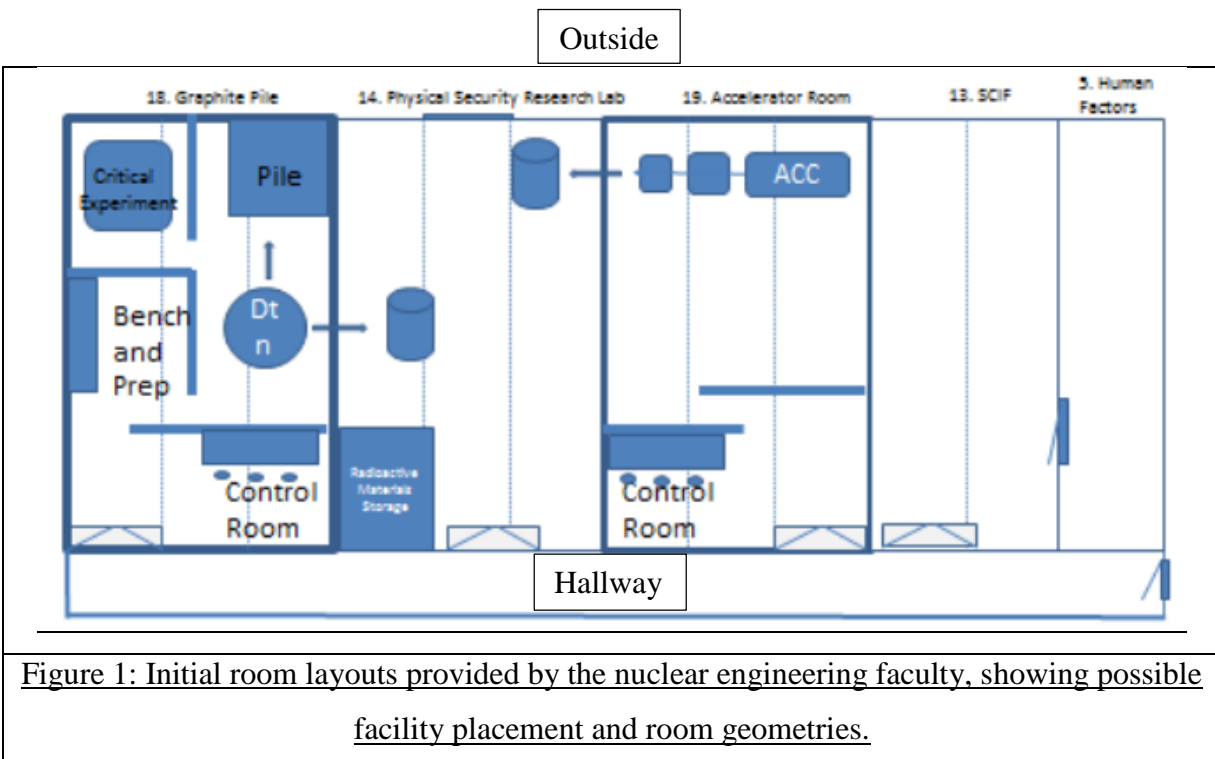 Outside
18. Graphite Pile
14. Physical Security Research Lab
19. Accelerator Room
13. SCIF
5. Human
Factors
Critical
Experiment
Pile
ACC
Bench
and
Prep
Dt
n
Radioactive
Materials
Storage
Control
Room
Control
Room
Hallway
Figure 1: Initial room layouts provided by the nuclear engineering faculty, showing possible
facility placement and room geometries.